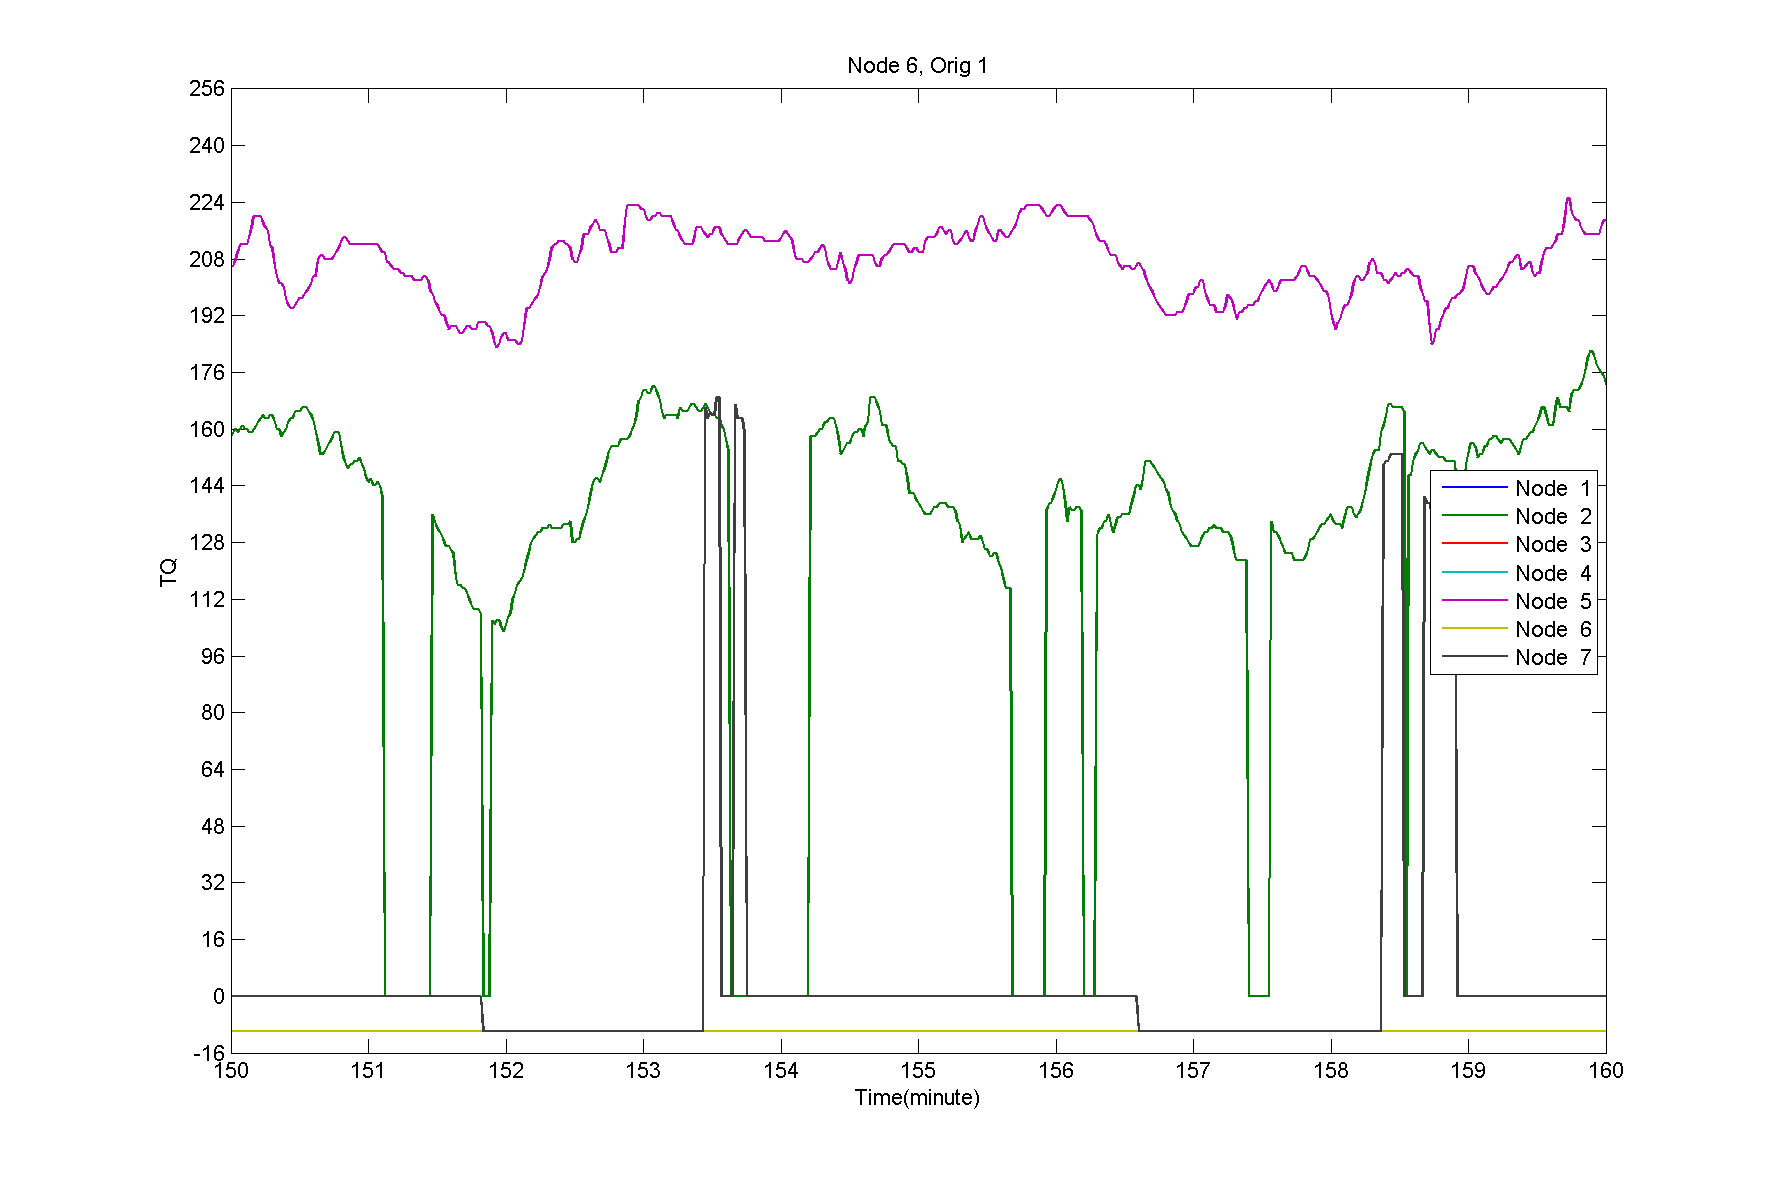 Node 6, Orig 1
256
240
224
208
192
176
160
144
128
112
96
80
64
48
32
16
0
-16
TQ
Node 1
Node 2
Node 3
Node 4
Node 5
Node 6
Node 7
150 151 152 153 154 155 156 157 158 159 160
Time(minute)